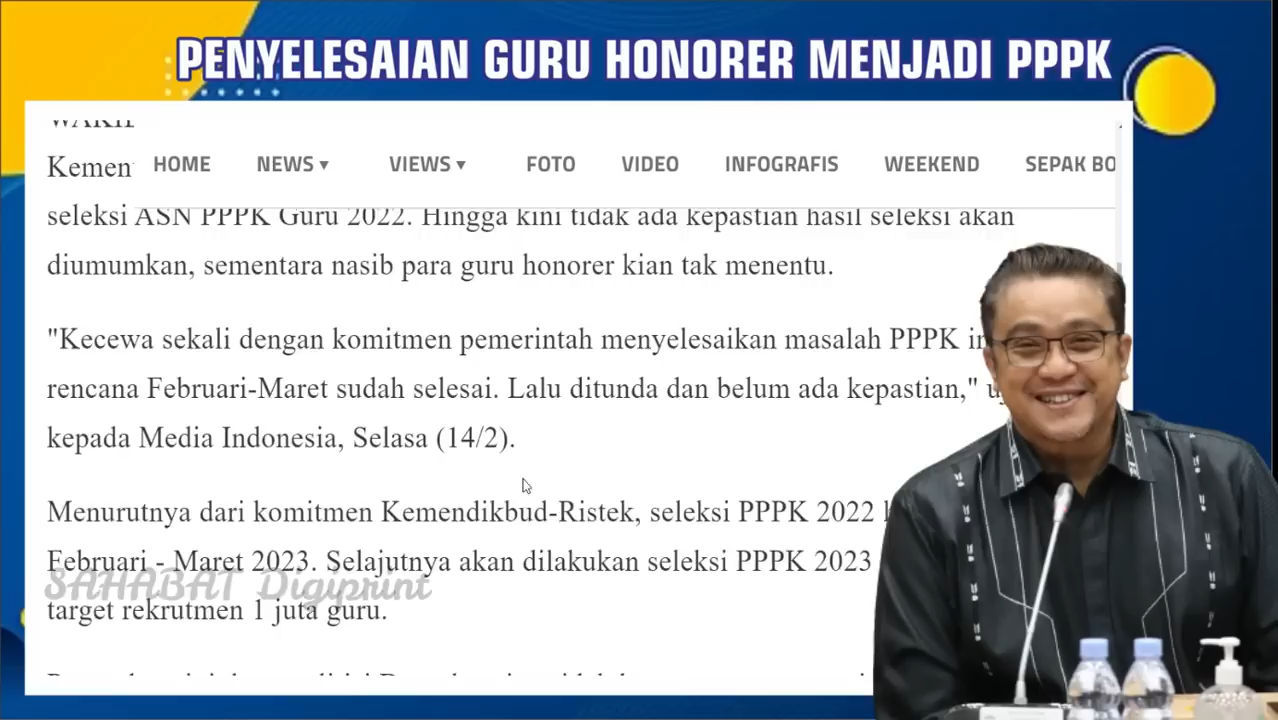 PENYELESAIAN GURU HONORER MENJADI PPPK
HOME NEWS ▾ VIEWS ▾ FOTO VIDEO INFOGRAFIS WEEKEND SEPAK BO
Kemen
seleksi ASN PPPK Guru 2022. Hingga kini tidak ada kepastian hasil seleksi akan
diumumkan, sementara nasib para guru honorer kian tak menentu.
"Kecewa sekali dengan komitmen pemerintah menyelesaikan masalah PPPK
rencana Februari-Maret sudah selesai. Lalu ditunda dan belum ada kepastian,"
kepada Media Indonesia, Selasa (14/2).
Menurutnya dari komitmen Kemendikbud-Ristek, seleksi PPPK 2022
Februari - Maret 2023. Selajutnya akan dilakukan seleksi PPPK 2023
SAHABAT Digiprint
target rekrutmen 1 juta guru.